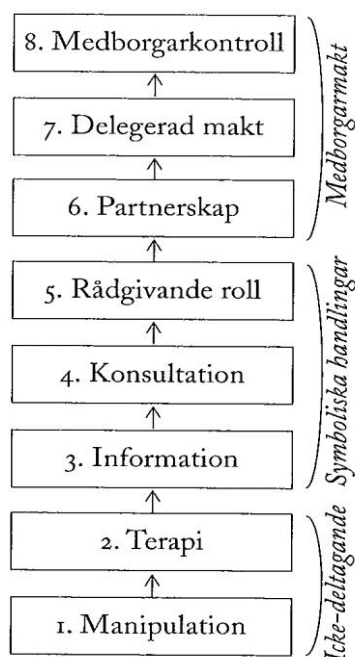 8. Medborgarkontroll
7. Delegerad makt
6. Partnerskap
Medborgarmakt
5. Rådgivande roll
4. Konsultation
3. Information
Symboliska handlingar
2. Terapi
1. Manipulation
Icke-deltagande